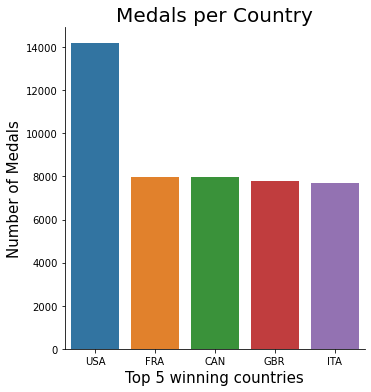 Medals per Country
Number of Medals
14000
12000
10000
8000
6000
4000
2000
0
USA FRA CAN GBR ITA
Top 5 winning countries